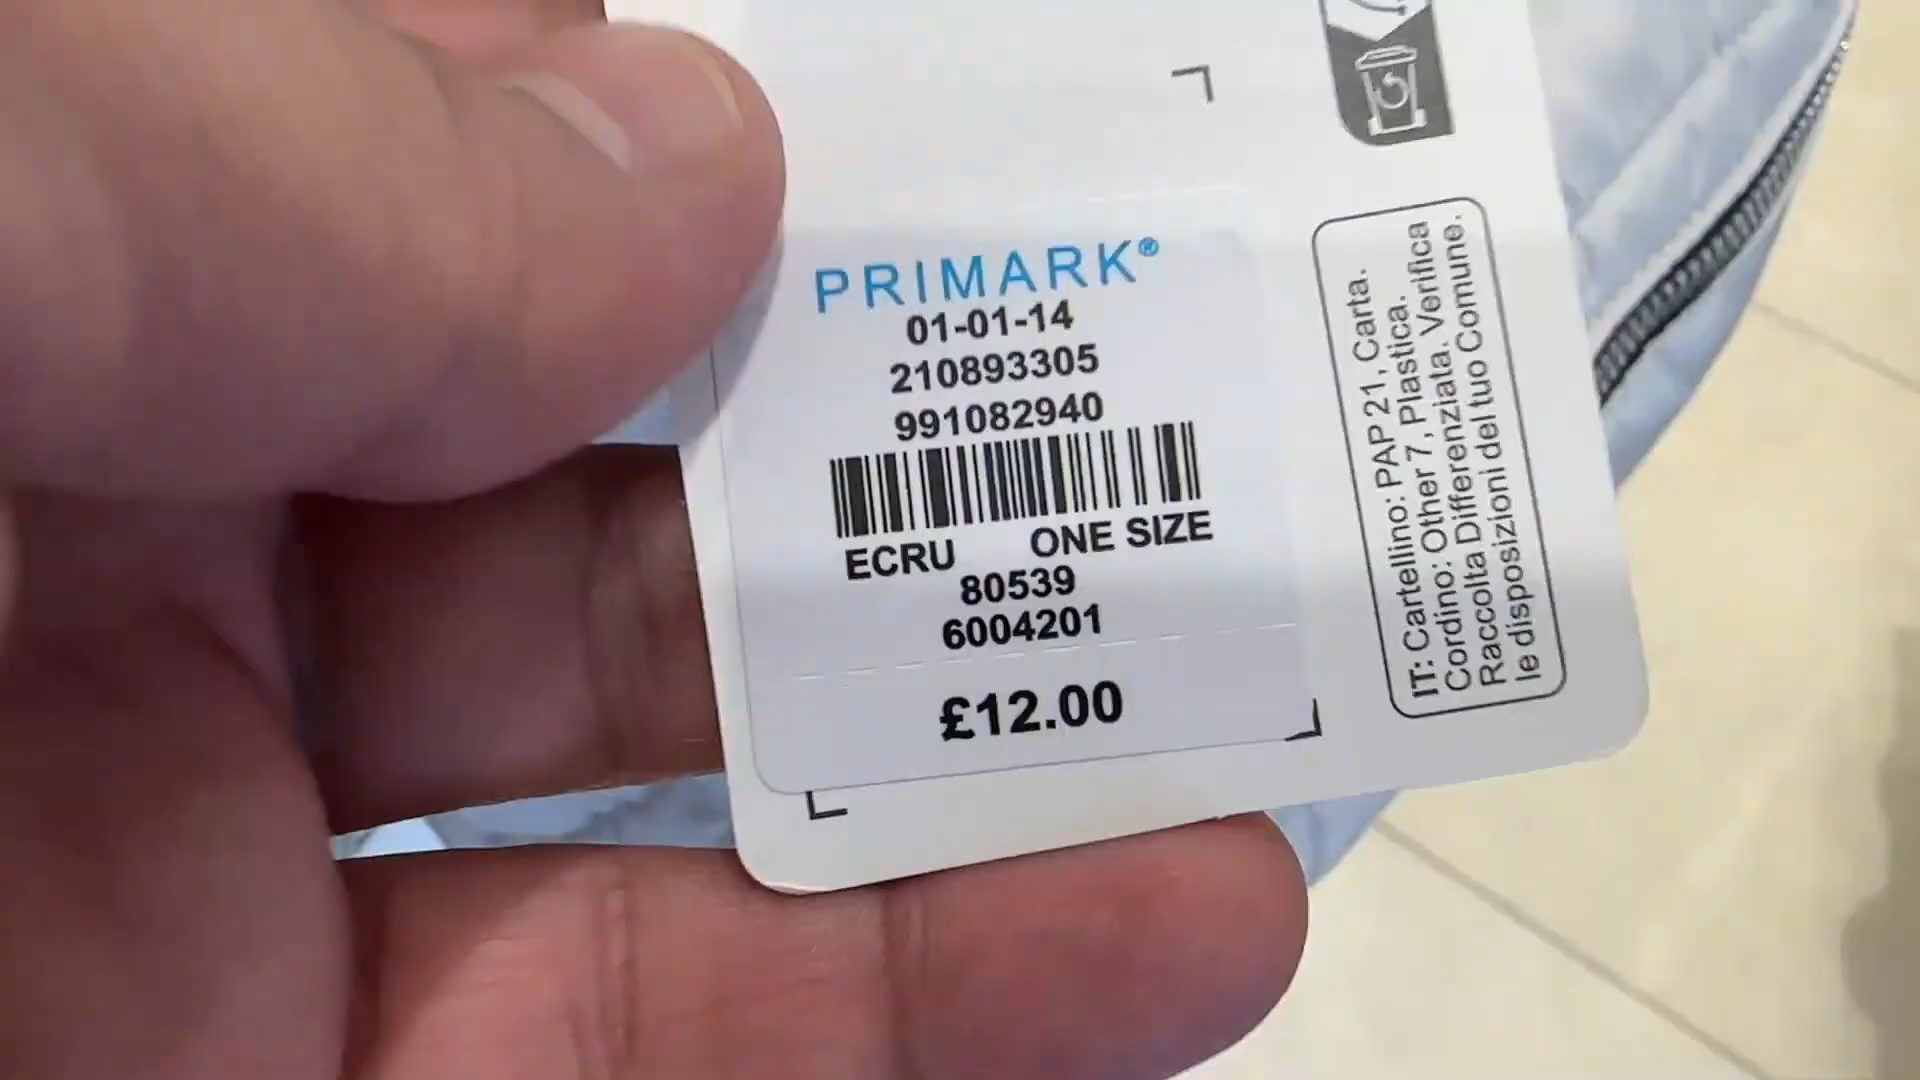 PRIMARK®
01-01-14
210893305
991082940
ECRU ONE SIZE
80539
6004201
£12.00
IT: Cartellino: PAP 21, Carta.
Cordino: Other 7, Plastica.
Raccolta Differenziata. Verifica
le disposizioni del tuo Comune.